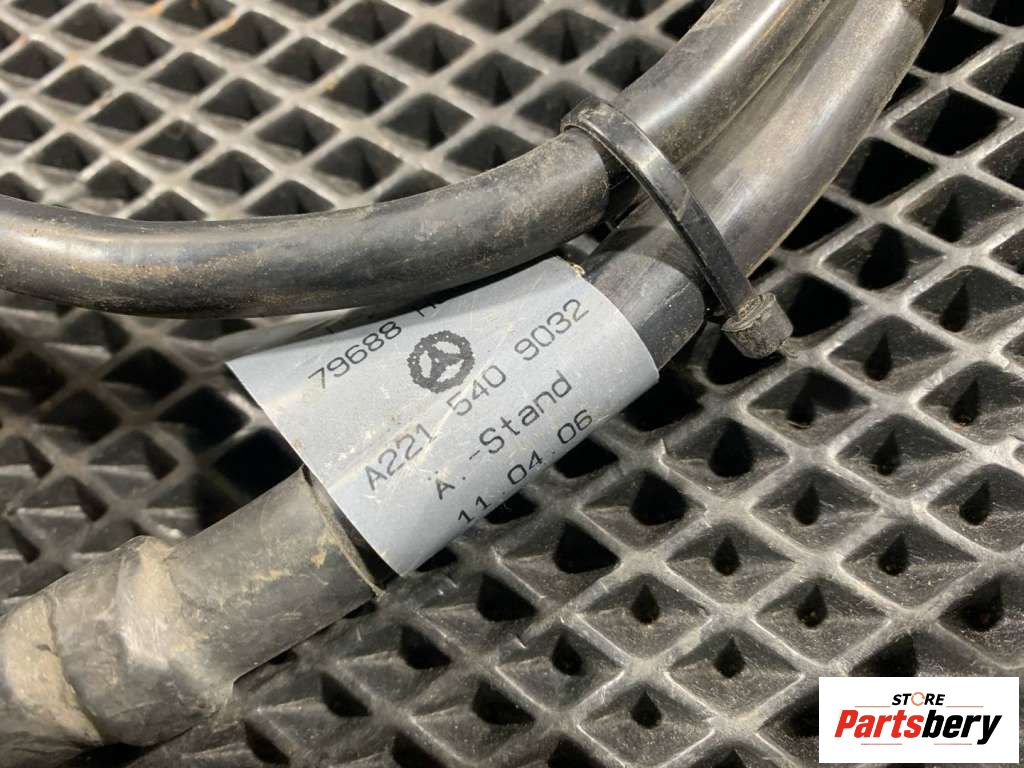 79688
A221 540 9032
Ä.-Stand
11.04.06
STORE
Partsbery